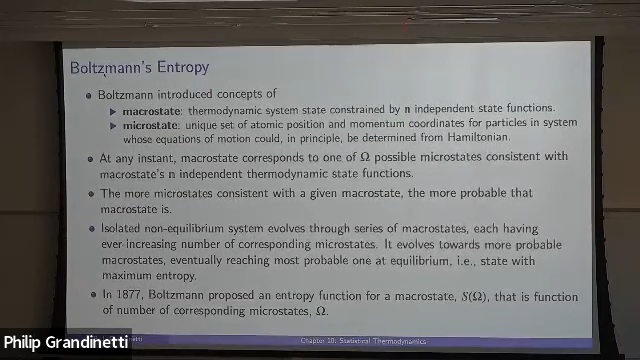 Boltzmann's Entropy
Boltzmann introduced concepts of
macrostate: thermodynamic system state constrained by n independent state functions.
microstate: unique set of atomic position and momentum coordinates for particles in system
whose equations of motion could, in principle, be determined from Hamiltonian.
At any instant, macrostate corresponds to one of Ω possible microstates consistent with
macrostate's n independent thermodynamic state functions.
The more microstates consistent with a given macrostate, the more probable that
macrostate is.
Isolated non-equilibrium system evolves through series of macrostates, each having
ever-increasing number of corresponding microstates. It evolves towards more probable
macrostates, eventually reaching most probable one at equilibrium, i.e., state with
maximum entropy.
In 1877, Boltzmann proposed an entropy function for a macrostate, S(Ω), that is function
of number of corresponding microstates, Ω.
Philip Grandinetti
Chapter 10: Statistical Thermodynamics